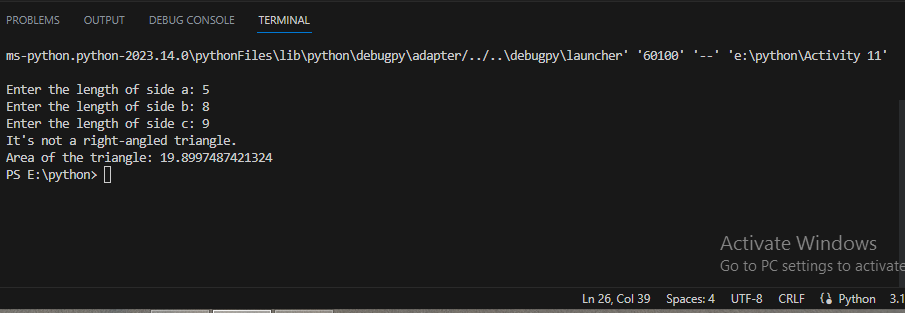 PROBLEMS OUTPUT DEBUG CONSOLE TERMINAL
ms-python.python-2023.14.0\pythonFiles\lib\python\debugpy\adapter/../..\debugpy\launcher' '60100' '--' 'e:\python\Activity 11'
Enter the length of side a: 5
Enter the length of side b: 8
Enter the length of side c: 9
It's not a right-angled triangle.
Area of the triangle: 19.8997487421324
PS E:\python>
Activate Windows
Go to PC settings to activate
Ln 26, Col 39 Spaces: 4 UTF-8 CRLF Python 3.1